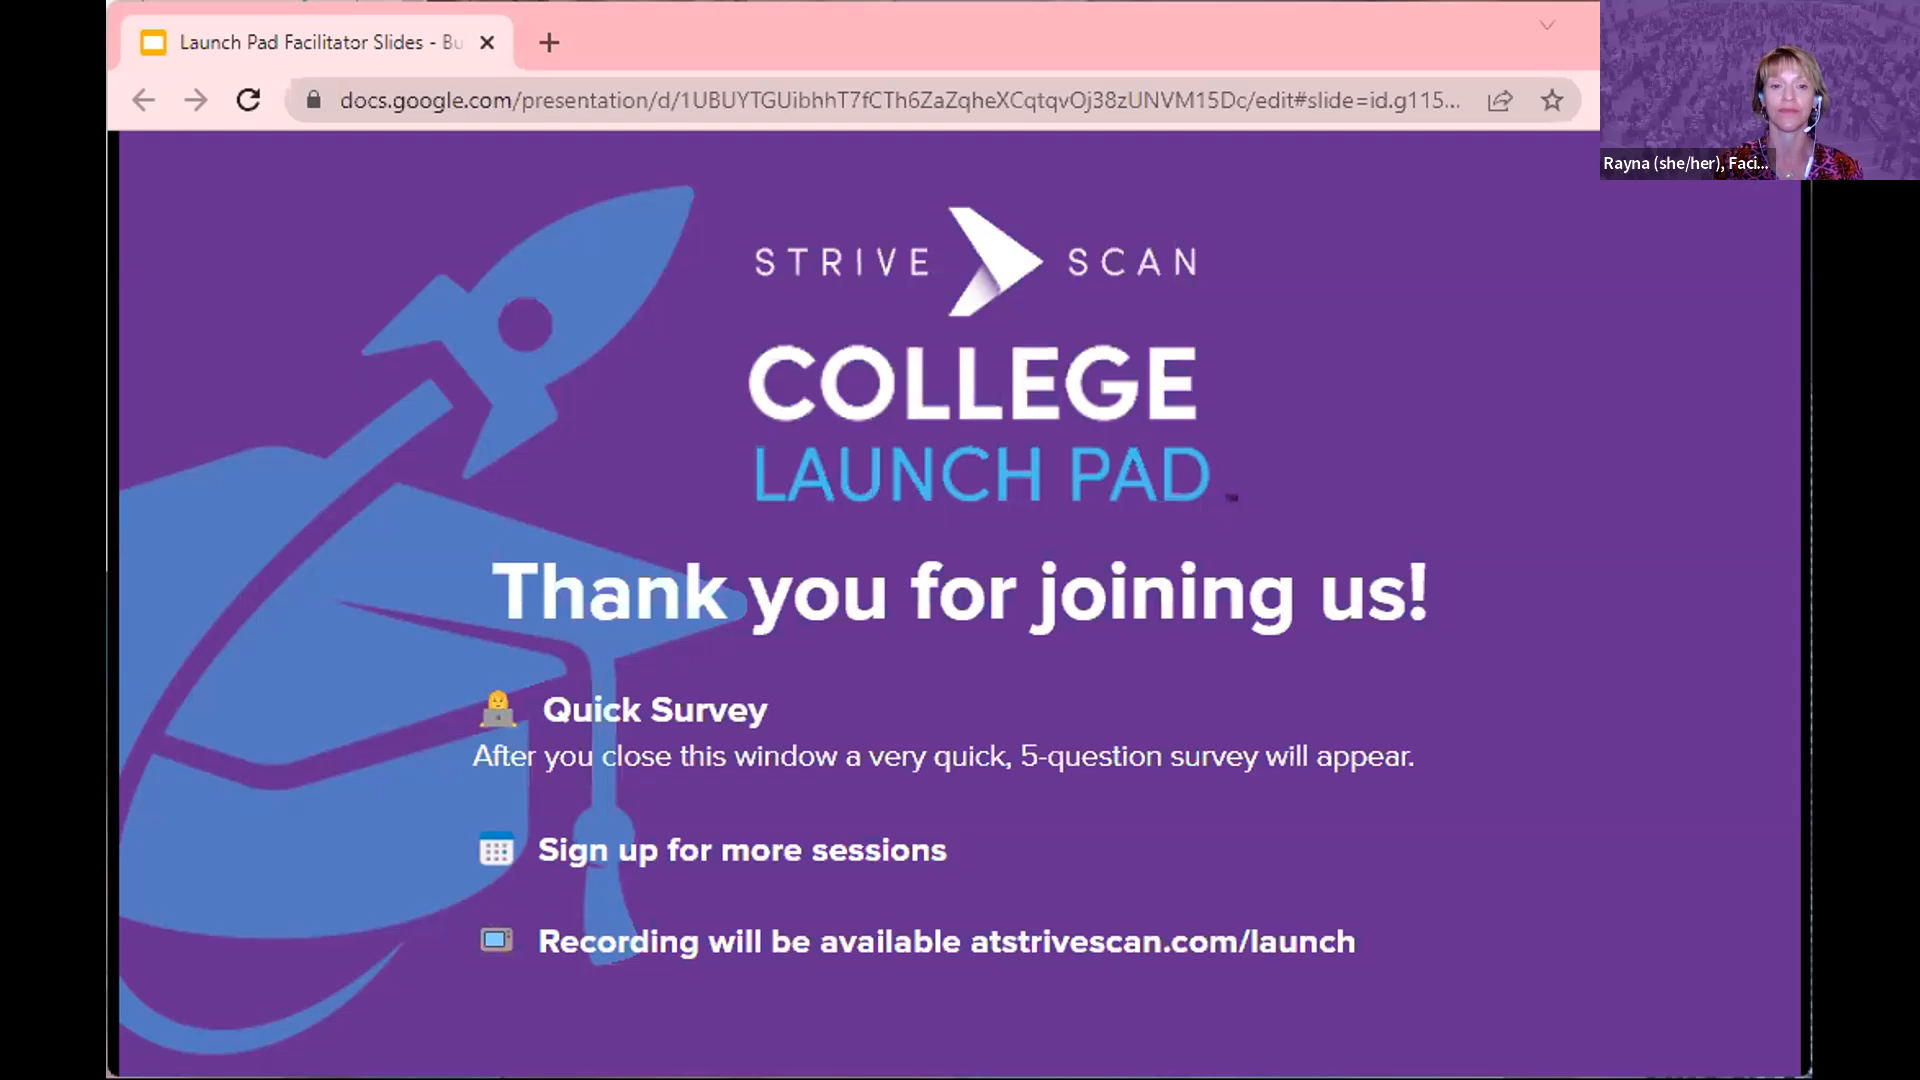 Launch Pad Facilitator Slides - Bu
docs.google.com/presentation/d/1UBUYTGUibhhT7fCTh6ZaZqheXCqtqvOj38zUNVM15Dc/edit#slide=id.g115...
Rayna (she/her), Faci...
STRIVE SCAN
COLLEGE
LAUNCH PAD
Thank you for joining us!
Quick Survey
After you close this window a very quick, 5-question survey will appear.
Sign up for more sessions
Recording will be available atstrivescan.com/launch